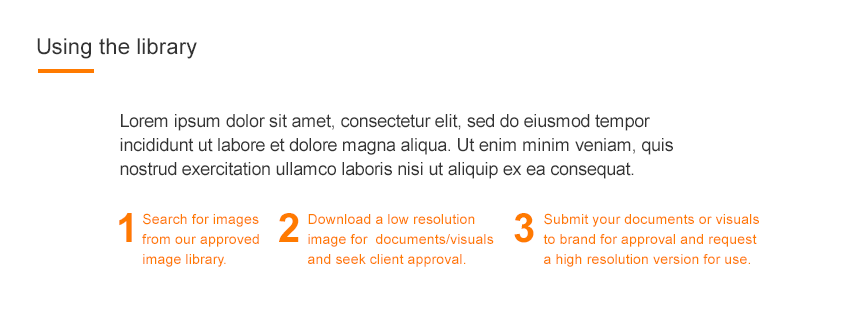 Using the library
Lorem ipsum dolor sit amet, consectetur elit, sed do eiusmod tempor
incididunt ut labore et dolore magna aliqua. Ut enim minim veniam, quis
nostrud exercitation ullamco laboris nisi ut aliquip ex ea consequat.
1 Search for images
from our approved
image library.
2 Download a low resolution
image for documents/visuals
and seek client approval.
3 Submit your documents or visuals
to brand for approval and request
a high resolution version for use.